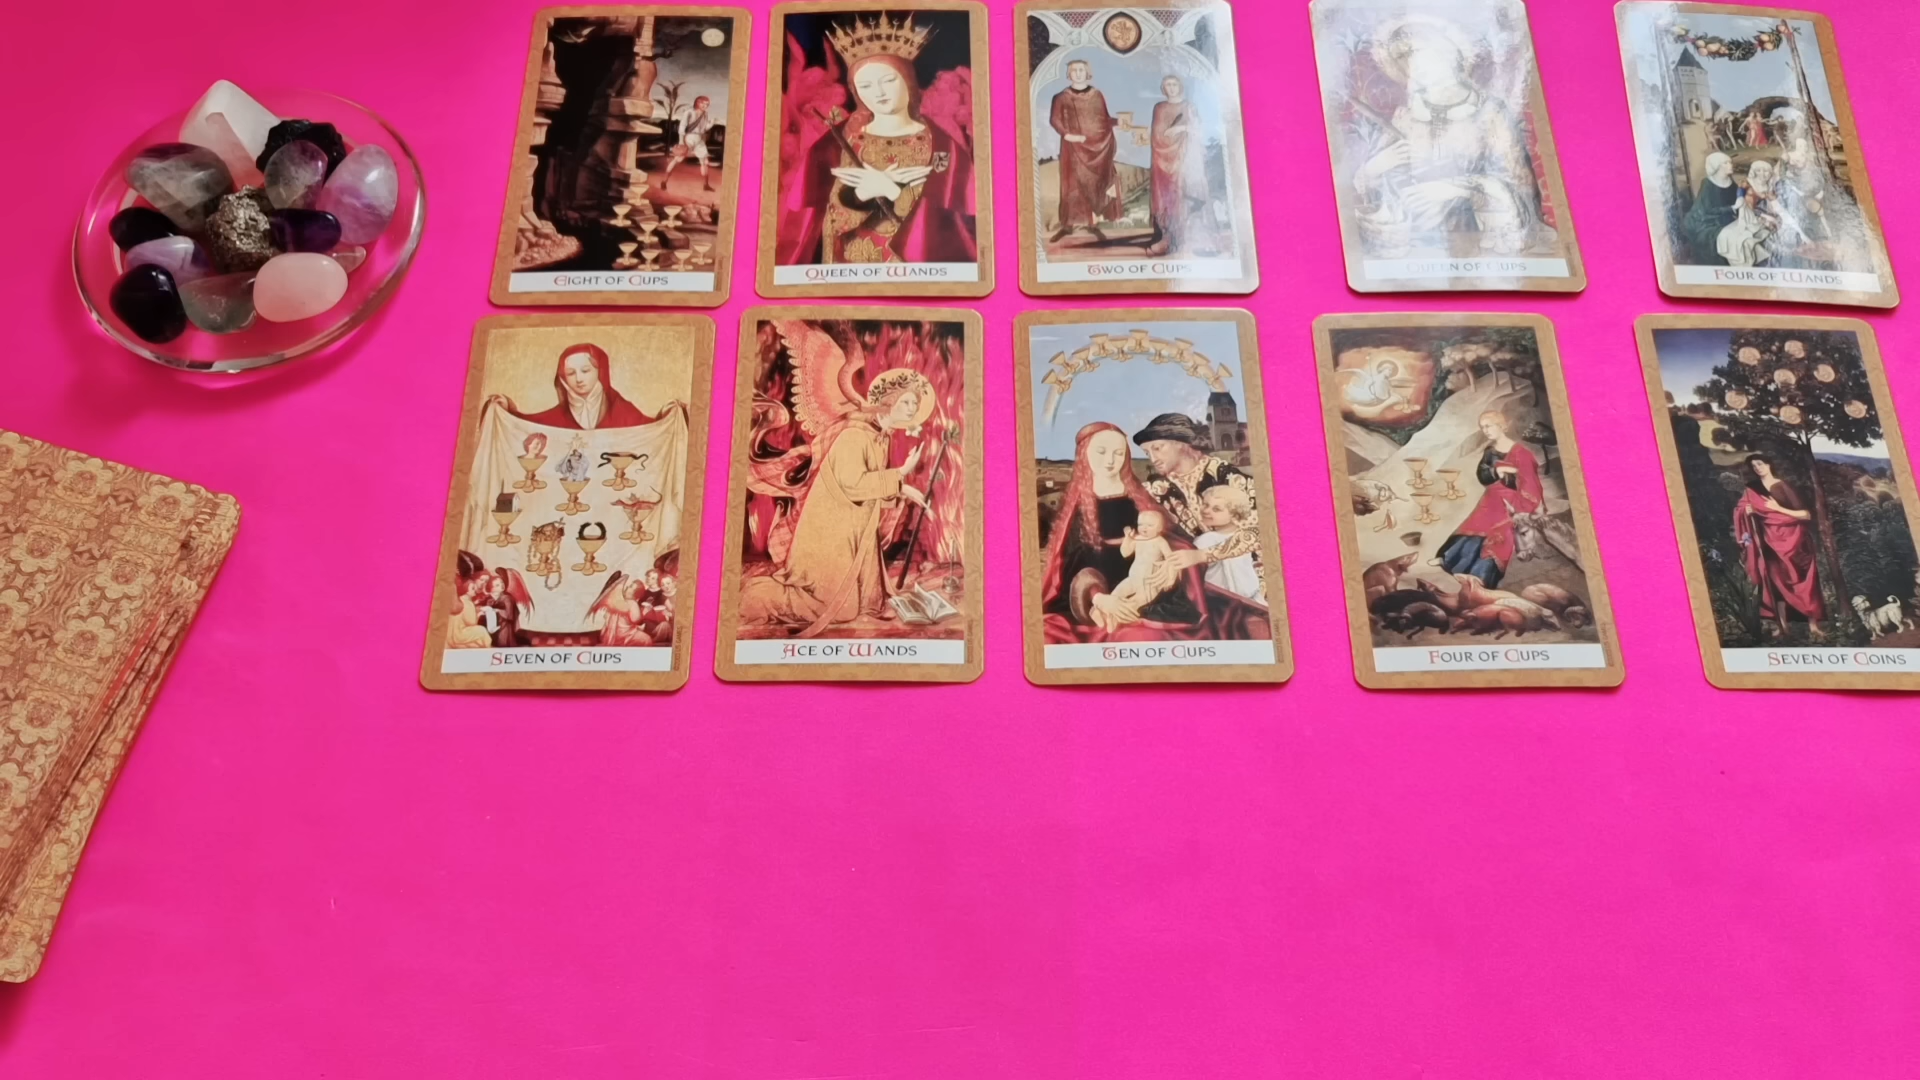 EIGHT OF CUPS
QUEEN OF WANDS
TWO OF CUPS
QUEEN OF CUPS
FOUR OF WANDS
SEVEN OF CUPS
ACE OF WANDS
TEN OF CUPS
FOUR OF CUPS
SEVEN OF COINS